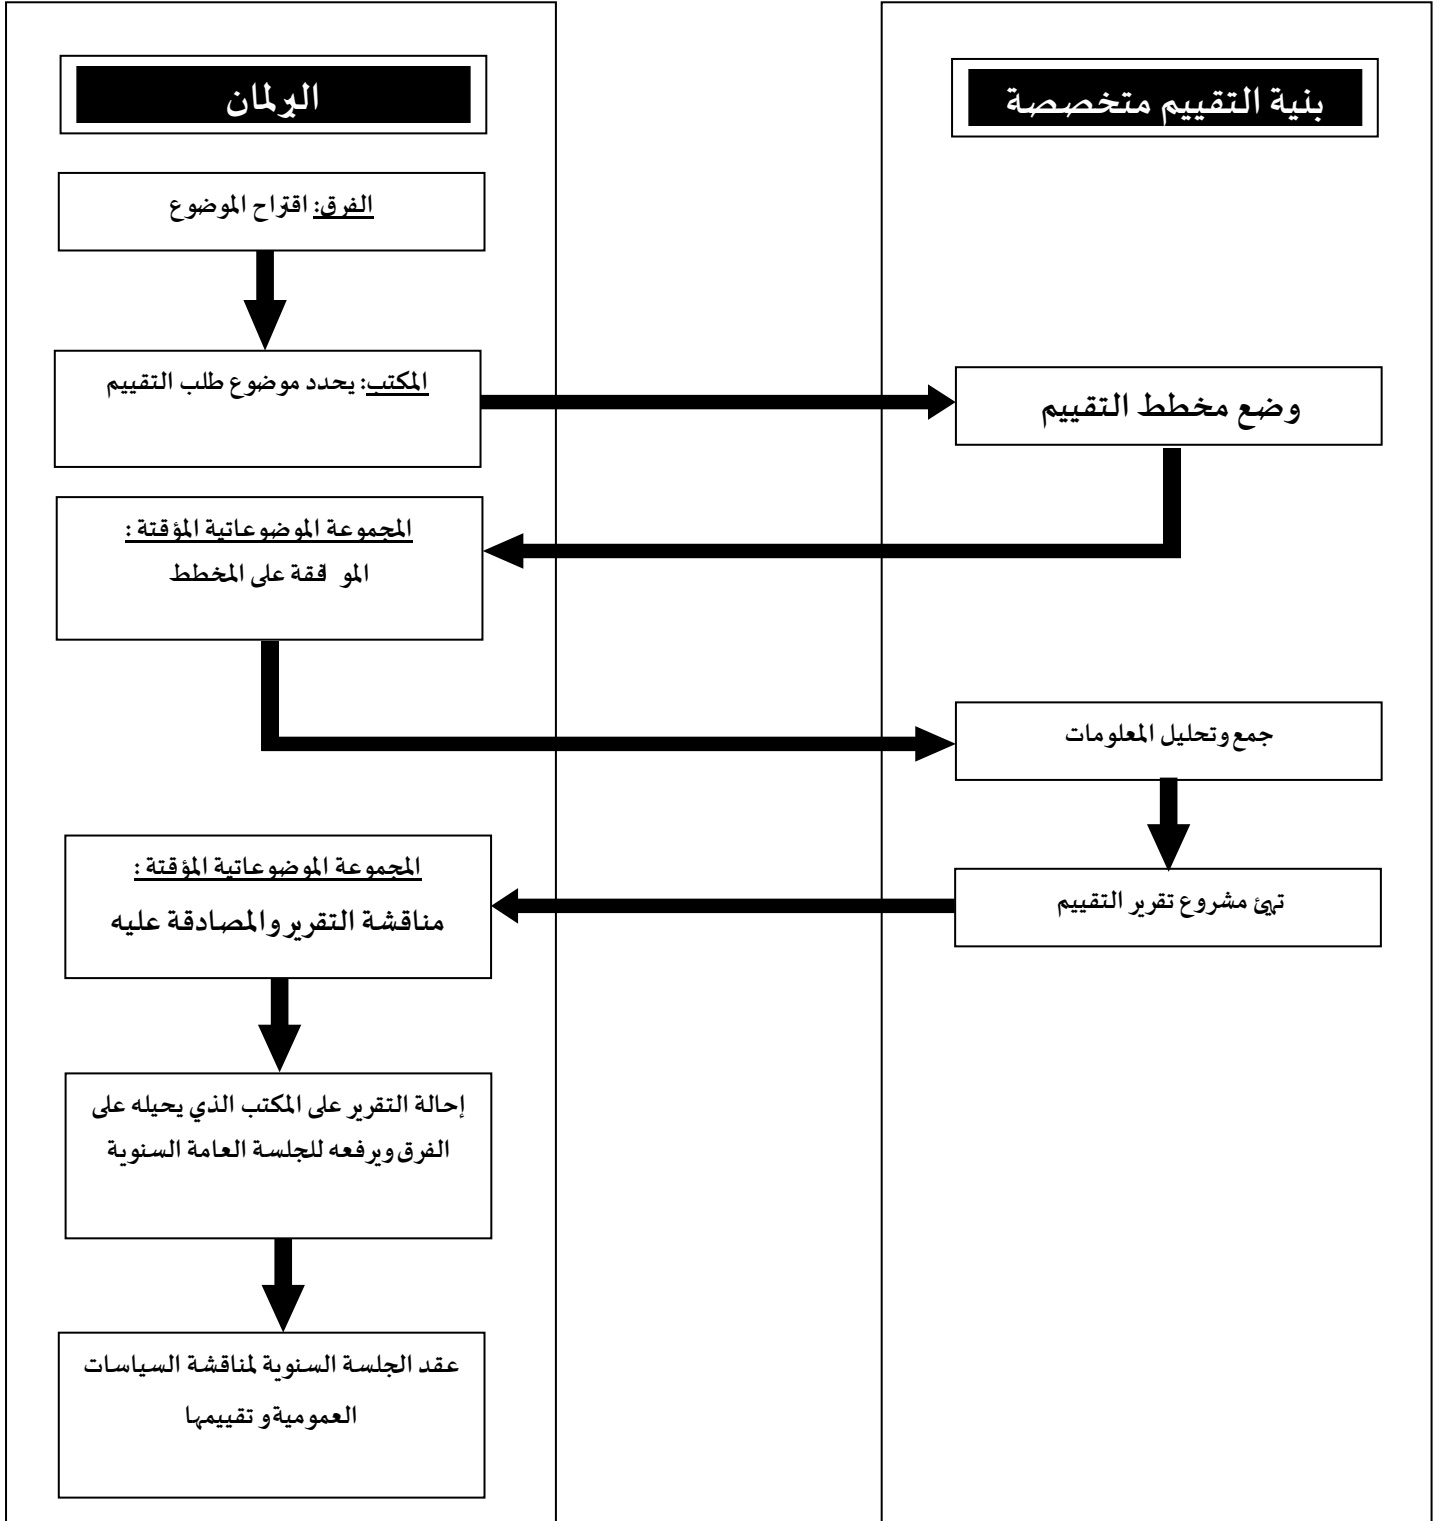 بنية التقييم متخصصة
البرلمان
الفرق: اقتراح الموضوع
المكتب: يحدد موضوع طلب التقييم
وضع مخطط التقييم
المجموعة الموضوعاتية المؤقتة :
المو افقة على المخطط
جمع وتحليل المعلومات
تهئ مشروع تقرير التقييم
المجموعة الموضوعاتية المؤقتة :
مناقشة التقرير والمصادقة عليه
إحالة التقرير على المكتب الذي يحيله على
الفرق ويرفعه للجلسة العامة السنوية
عقد الجلسة السنوية لمناقشة السياسات
العمومية و تقييمها